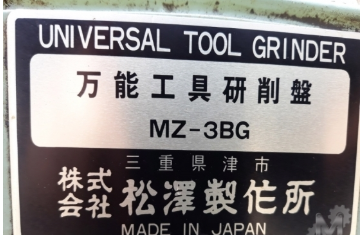 UNIVERSAL TOOL GRINDER
万能工具研削盤
MZ-3BG
三重県津市
株式会社 松澤製作所
MADE IN JAPAN